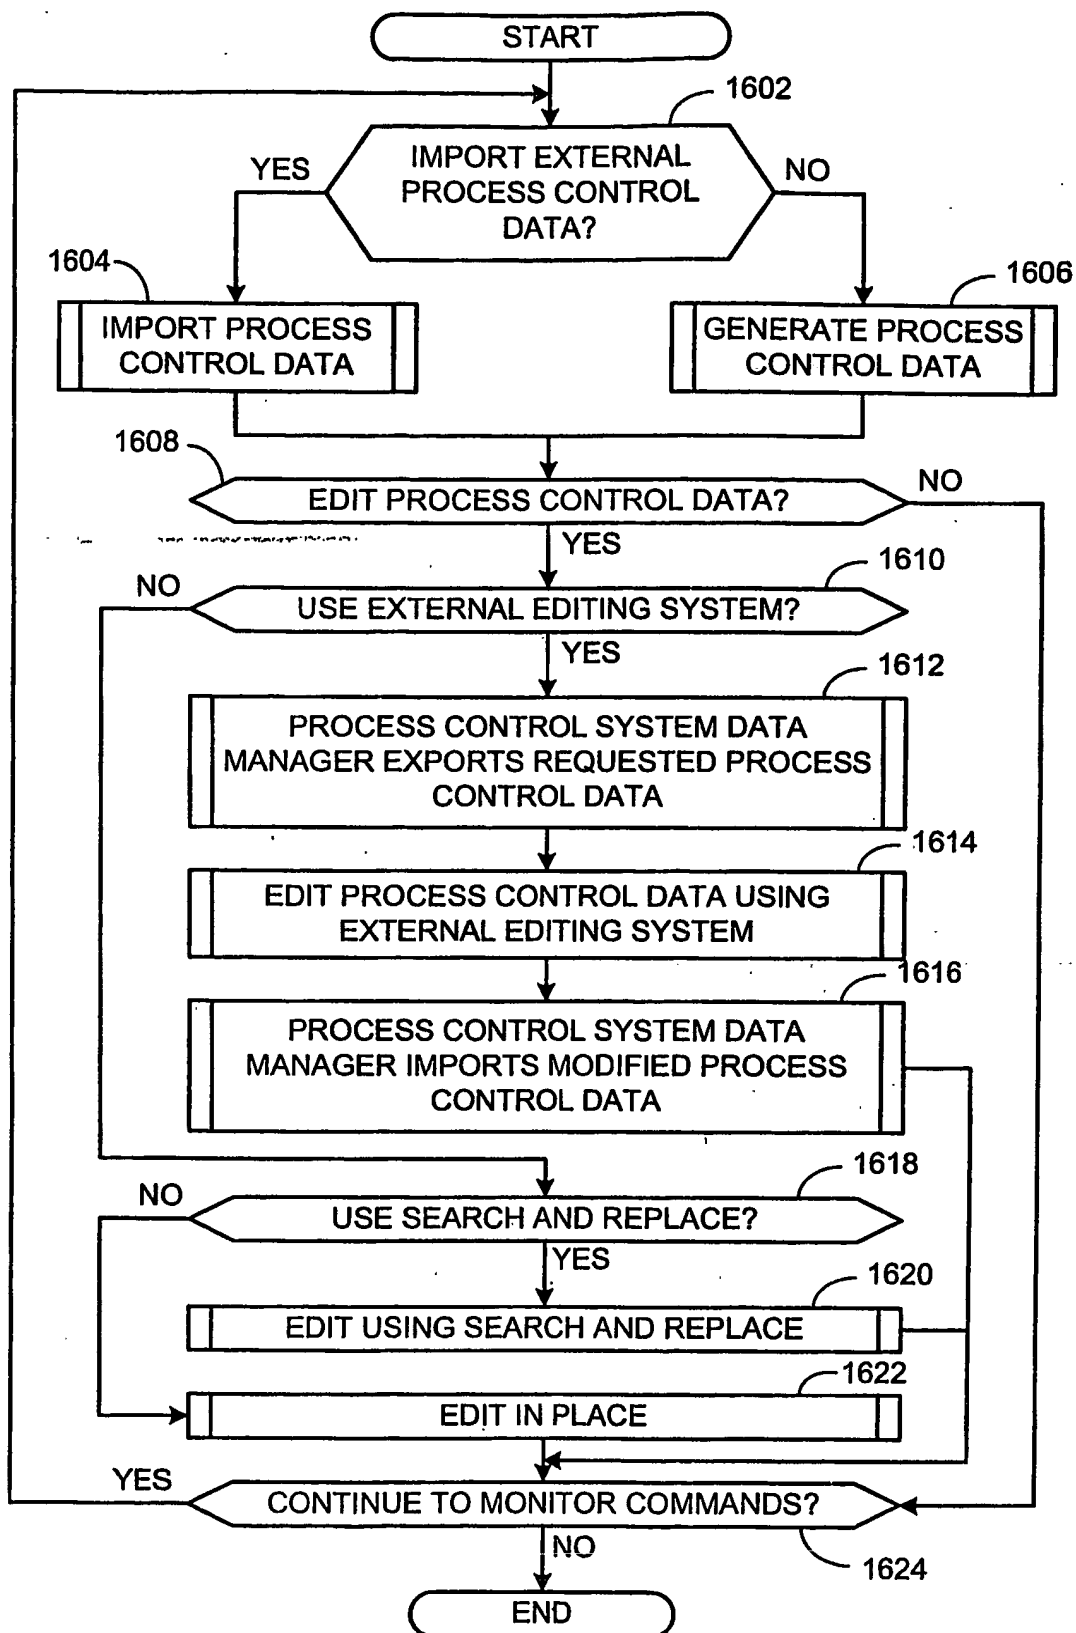 START
1602
IMPORT EXTERNAL
PROCESS CONTROL
DATA?
YES
NO
1604
1606
IMPORT PROCESS
CONTROL DATA
GENERATE PROCESS
CONTROL DATA
1608
EDIT PROCESS CONTROL DATA?
NO
YES
1610
NO
USE EXTERNAL EDITING SYSTEM?
YES
1612
PROCESS CONTROL SYSTEM DATA
MANAGER EXPORTS REQUESTED PROCESS
CONTROL DATA
1614
EDIT PROCESS CONTROL DATA USING
EXTERNAL EDITING SYSTEM
1616
PROCESS CONTROL SYSTEM DATA
MANAGER IMPORTS MODIFIED PROCESS
CONTROL DATA
1618
NO
USE SEARCH AND REPLACE?
YES
1620
EDIT USING SEARCH AND REPLACE
1622
EDIT IN PLACE
YES
CONTINUE TO MONITOR COMMANDS?
NO
1624
END